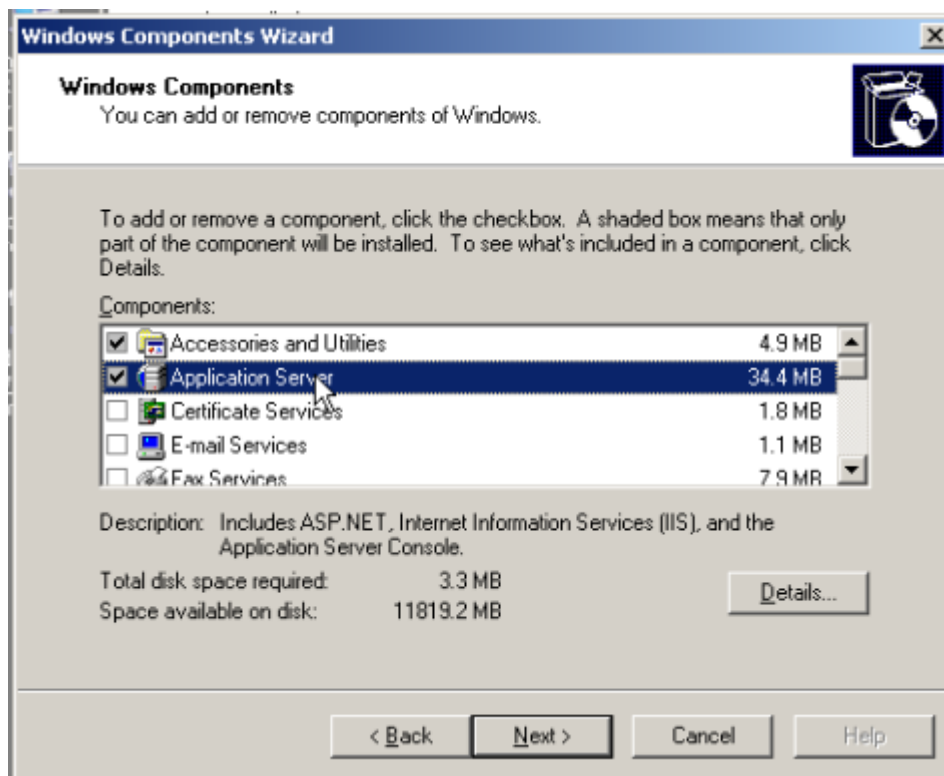 Windows Components Wizard
Windows Components
You can add or remove components of Windows.
To add or remove a component, click the checkbox. A shaded box means that only
part of the component will be installed. To see what's included in a component, click
Details.
Components:
Accessories and Utilities 4.9 MB
Application Server 34.4 MB
Certificate Services 1.8 MB
E-mail Services 1.1 MB
Fax Services 7.9 MB
Description: Includes ASP.NET, Internet Information Services (IIS), and the
Application Server Console.
Total disk space required: 3.3 MB
Space available on disk: 11819.2 MB
Details...
< Back Next > Cancel Help